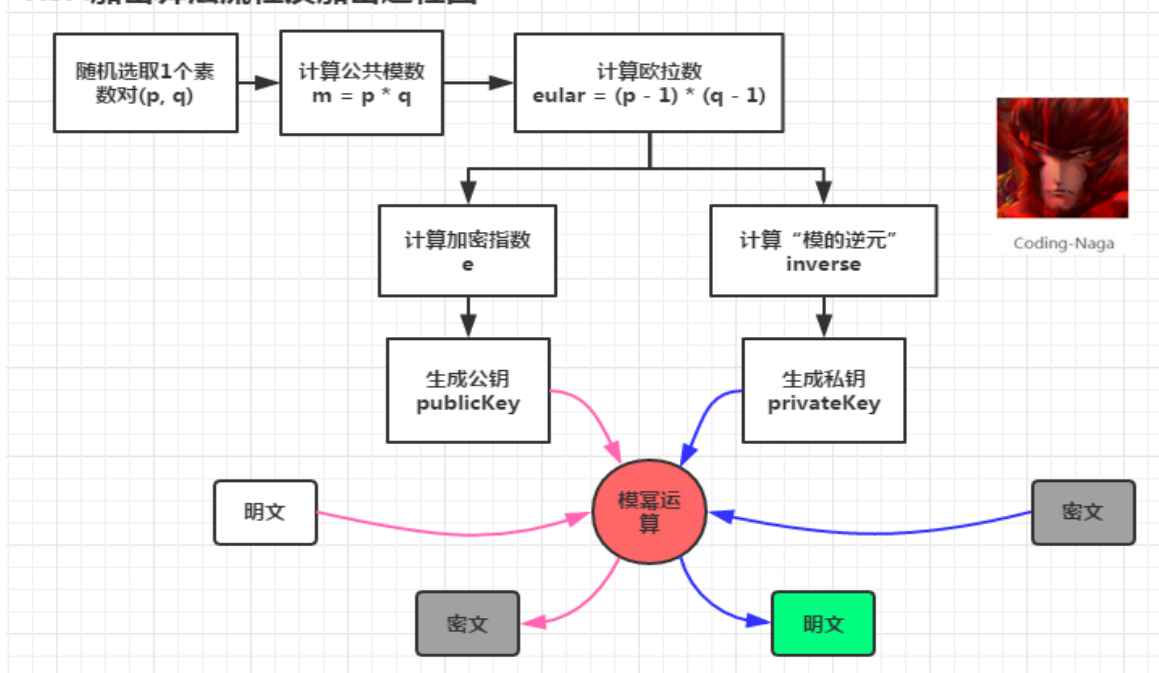 随机选取1个素
数对(p, q)
计算公共模数
m = p * q
计算欧拉数
eular = (p - 1) * (q - 1)
计算加密指数
e
计算“模的逆元”
inverse
Coding-Naga
生成公钥
publicKey
生成私钥
privateKey
明文
模幂运
算
密文
密文
明文